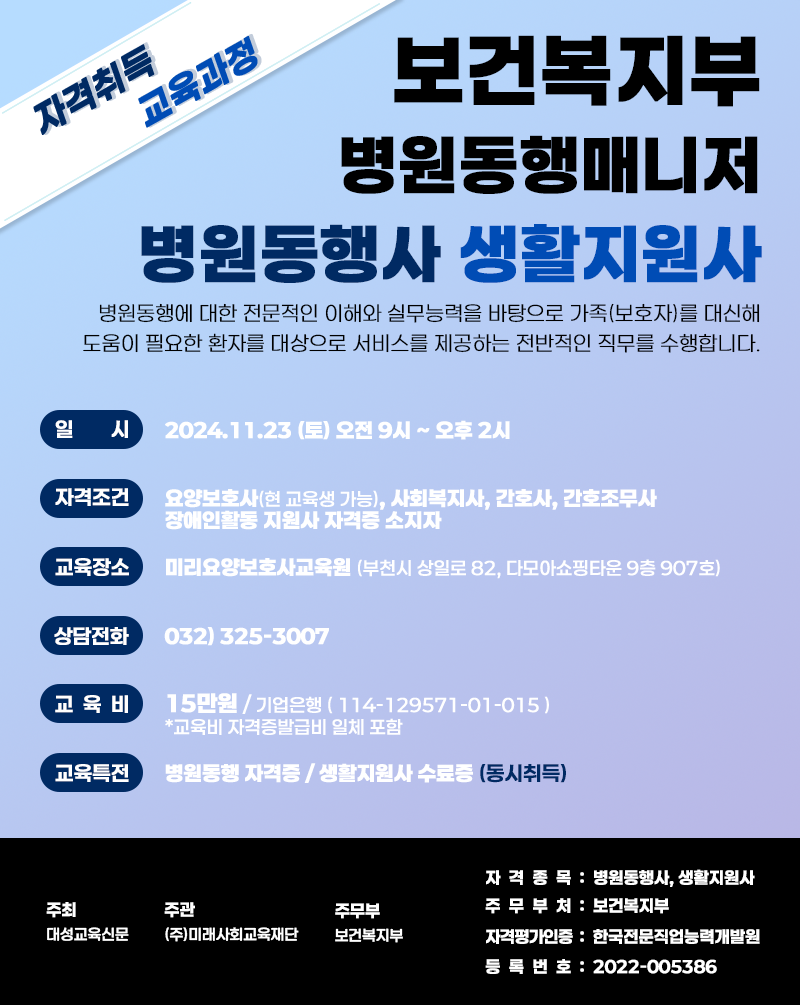 자격취득
교육과정
보건복지부
병원동행매니저
병원동행사 생활지원사
병원동행에 대한 전문적인 이해와 실무능력을 바탕으로 가족(보호자)를 대신해
도움이 필요한 환자를 대상으로 서비스를 제공하는 전반적인 직무를 수행합니다.
일 시 2024.11.23 (토) 오전 9시 ~ 오후 2시
자격조건 요양보호사(현 교육생 가능), 사회복지사, 간호사, 간호조무사
장애인활동 지원사 자격증 소지자
교육장소 미리요양보호사교육원 (부천시 상일로 82, 다모아쇼핑타운 9층 907호)
상담전화 032) 325-3007
교 육 비 15만원 / 기업은행 ( 114-129571-01-015 )
*교육비 자격증발급비 일체 포함
교육특전 병원동행 자격증 / 생활지원사 수료증 (동시취득)
주최
대성교육신문
주관
(주)미래사회교육재단
주무부
보건복지부
자 격 종 목 : 병원동행사, 생활지원사
주 무 부 처 : 보건복지부
자격평가인증 : 한국전문직업능력개발원
등 록 번 호 : 2022-005386